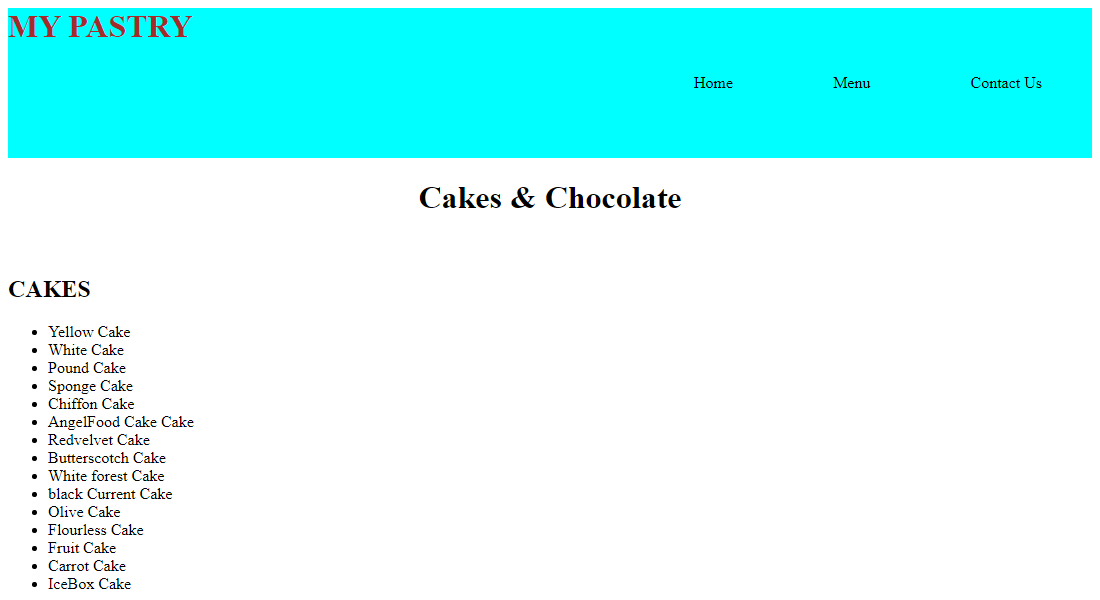 MY PASTRY
Home Menu Contact Us
Cakes & Chocolate
CAKES
Yellow Cake
White Cake
Pound Cake
Sponge Cake
Chiffon Cake
AngelFood Cake Cake
Redvelvet Cake
Butterscotch Cake
White forest Cake
black Current Cake
Olive Cake
Flourless Cake
Fruit Cake
Carrot Cake
IceBox Cake